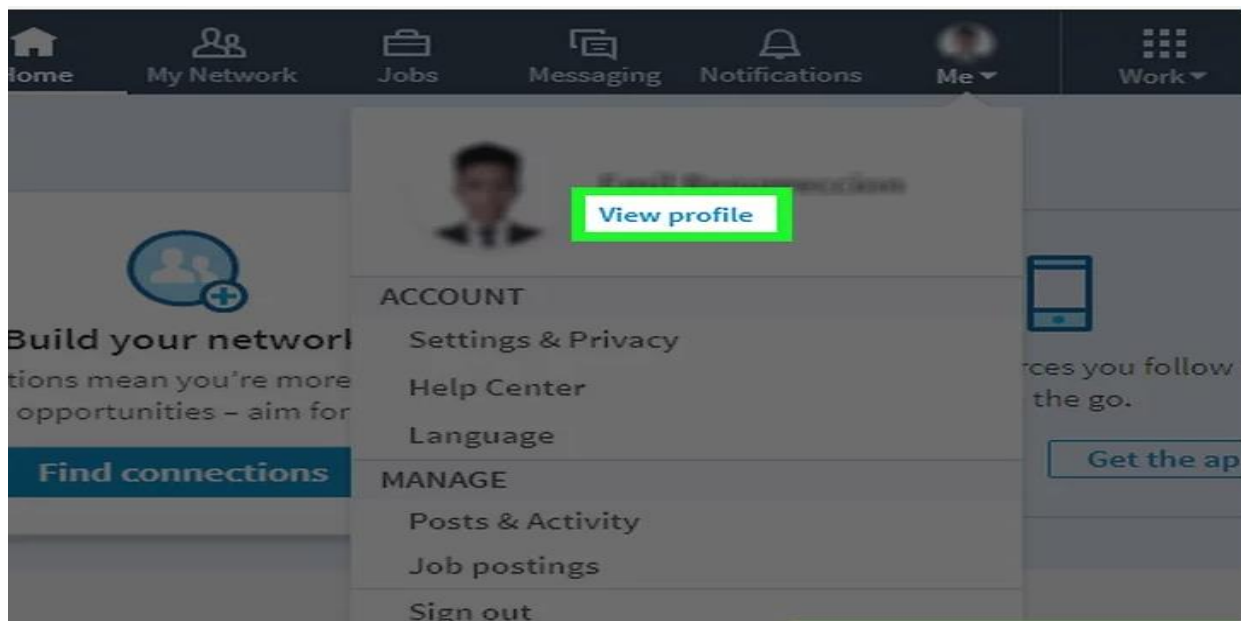 Home My Network Jobs Messaging Notifications Me Work
View profile
ACCOUNT
Settings & Privacy
Help Center
Language
MANAGE
Posts & Activity
Job postings
Sign out
Build your network
tions mean you're more
opportunities – aim for
Find connections
rces you follow
the go.
Get the ap